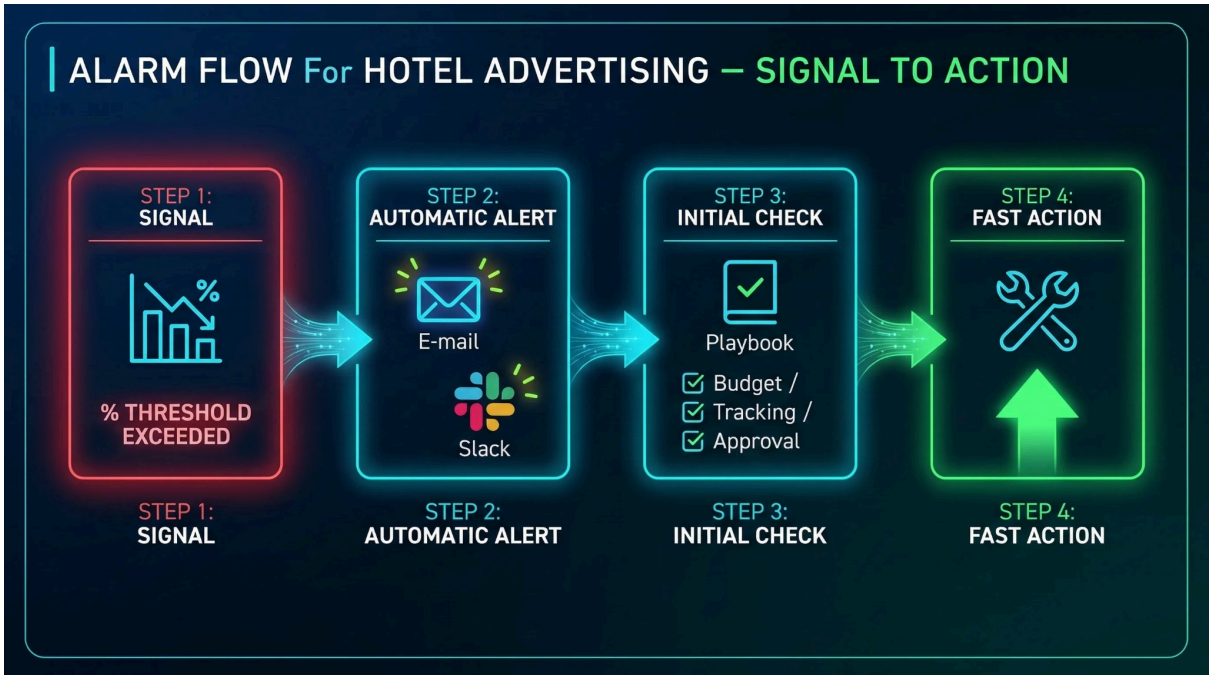 ALARM FLOW For HOTEL ADVERTISING – SIGNAL TO ACTION
STEP 1:
SIGNAL
%
% THRESHOLD
EXCEEDED
STEP 2:
AUTOMATIC ALERT
E-mail
Slack
STEP 3:
INITIAL CHECK
Playbook
Budget /
Tracking /
Approval
STEP 4:
FAST ACTION
STEP 1:
SIGNAL
STEP 2:
AUTOMATIC ALERT
STEP 3:
INITIAL CHECK
STEP 4:
FAST ACTION